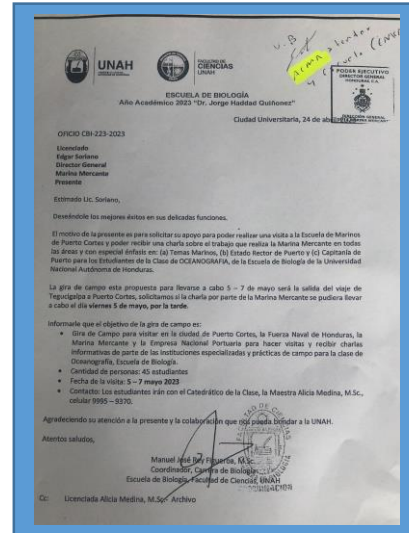 V.B
UNAH
FACULTAD DE
CIENCIAS
UNAH
PODER EJECUTIVO
DIRECTOR GENERAL
HONDURAS, C.A.
ESCUELA DE BIOLOGÍA
Año Académico 2023 "Dr. Jorge Haddad Quiñonez"
DIRECCIÓN GENERAL
Ciudad Universitaria, 24 de
OFICIO CBI-223-2023
Licenciado
Edgar Soriano
Director General
Marina Mercante
Presente
Estimado Lic. Soriano,
Deseándole los mejores éxitos en sus delicadas funciones.
El motivo de la presente es para solicitar su apoyo para poder realizar una visita a la Escuela de Marinos
de Puerto Cortes y poder recibir una charla sobre el trabajo que realiza la Marina Mercante en todas
las áreas y con especial énfasis en: (a) Temas Marinos, (b) Estado Rector de Puerto y (c) Capitanía de
Puerto para los Estudiantes de la Clase de OCEANOGRAFIA, de la Escuela de Biología de la Universidad
Nacional Autónoma de Honduras.
La gira de campo esta propuesta para llevarse a cabo 5 – 7 de mayo será la salida del viaje de
Tegucigalpa a Puerto Cortes, solicitamos si la charla por parte de la Marina Mercante se pudiera llevar
a cabo el día viernes 5 de mayo, por la tarde.
Informarle que el objetivo de la gira de campo es:
• Gira de Campo para visitar en la ciudad de Puerto Cortes, la Fuerza Naval de Honduras, la
Marina Mercante y la Empresa Nacional Portuaria para hacer visitas y recibir charlas
informativas de parte de las instituciones especializadas y prácticas de campo para la clase de
Oceanografía, Escuela de Biología.
• Cantidad de personas: 45 estudiantes
• Fecha de la visita: 5 – 7 mayo 2023
• Contacto: Los estudiantes irán con el Catedrático de la Clese, la Maestra Alicia Medina, M.Sc.,
celular 9995 – 9370.
Agradeciendo su atención a la presente y la colaboración que nos pueda brindar a la UNAH.
Atentos saludos,
Manuel José Rey Figueroa, M.Sc.
Coordinador, Carrera de Biología
Escuela de Biología, Facultad de Ciencias, UNAH
Cc: Licenciada Alicia Medina, M.Sc. Archivo